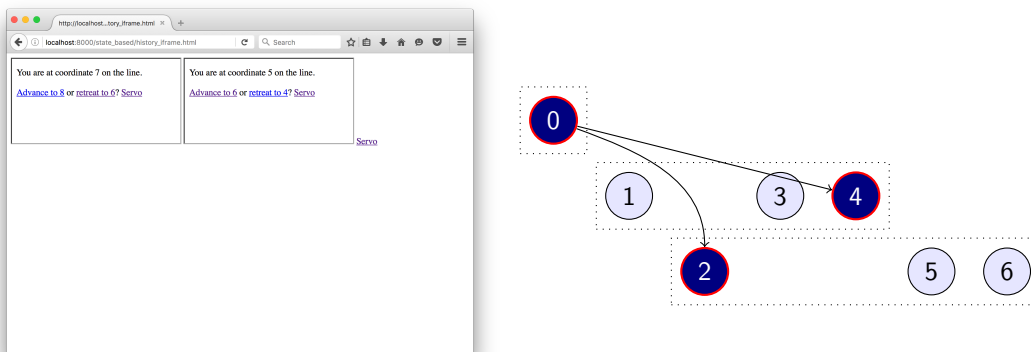 http://localhost...tory_iframe.html × +
localhost:8000/state_based/history_iframe.html
Search
You are at coordinate 7 on the line.
Advance to 8 or retreat to 6? Servo
You are at coordinate 5 on the line.
Advance to 6 or retreat to 4? Servo
Servo
0
1
3
4
2
5
6